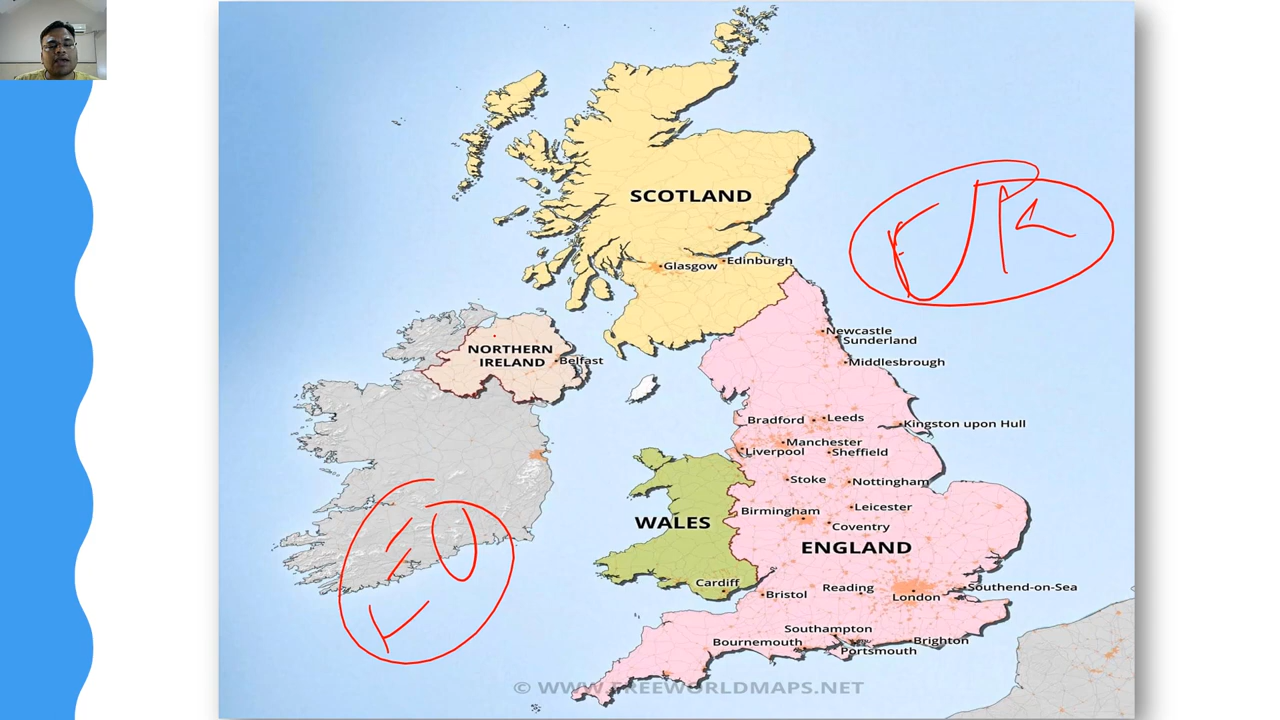 SCOTLAND
Glasgow
Edinburgh
Newcastle
Sunderland
NORTHERN
IRELAND
Belfast
Middlesbrough
Bradford
Leeds
Kingston upon Hull
Manchester
Liverpool
Sheffield
Stoke
Nottingham
Birmingham
Leicester
WALES
Coventry
ENGLAND
Cardiff
Bristol
Reading
London
Southend-on-Sea
Southampton
Bournemouth
Brighton
Portsmouth
EU
© WWW.FREEWORLDMAPS.NET